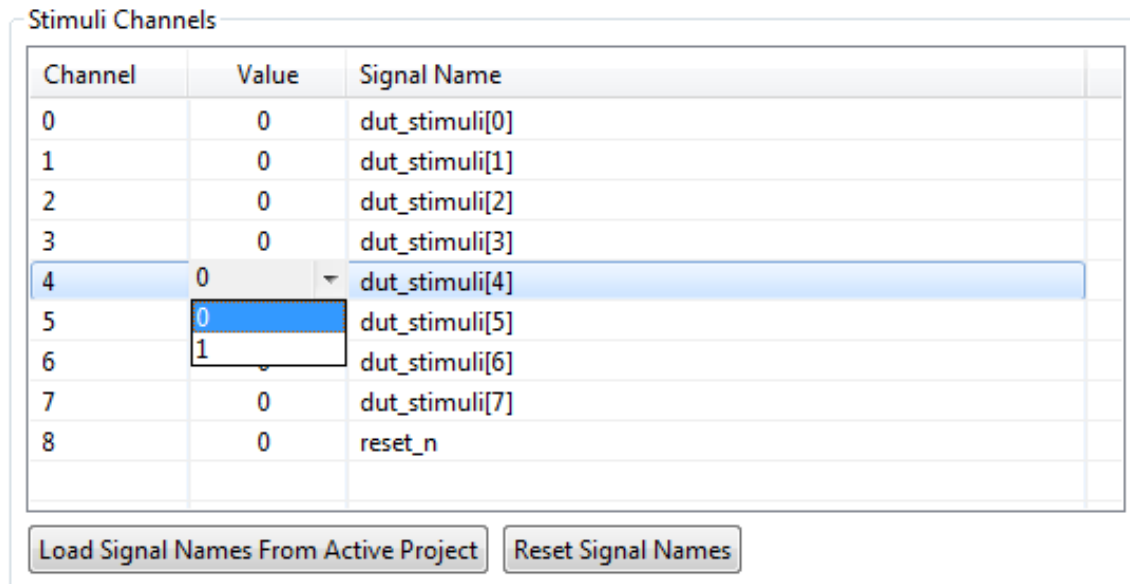 Stimuli Channels
Channel Value Signal Name
0 0 dut_stimuli[0]
1 0 dut_stimuli[1]
2 0 dut_stimuli[2]
3 0 dut_stimuli[3]
4 0 dut_stimuli[4]
5 0 dut_stimuli[5]
1
6 dut_stimuli[6]
7 0 dut_stimuli[7]
8 0 reset_n
Load Signal Names From Active Project Reset Signal Names